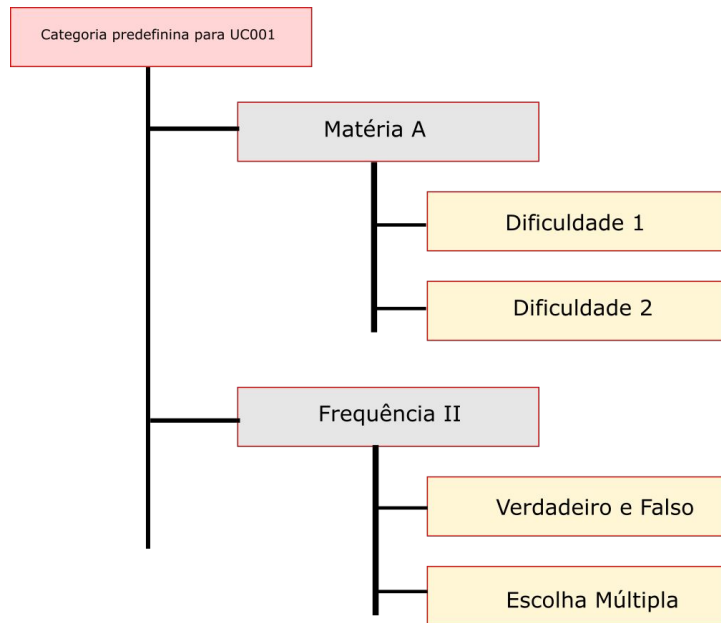 Categoria predefinina para UC001
Matéria A
Dificuldade 1
Dificuldade 2
Frequência II
Verdadeiro e Falso
Escolha Múltipla